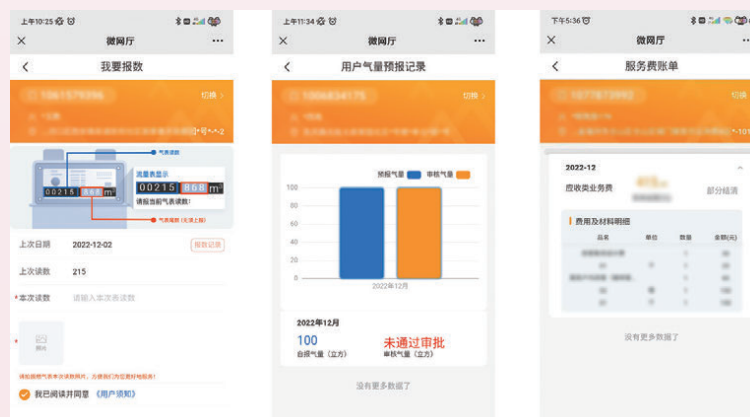 上午10:25
微网厅
我要报数
切换
*号*-^-2
气表读数
流量表显示
00215 868 m³
00215 868 m³
请报当前气表读数!
气表尾数 (无须上报)
上次日期 2022-12-02 报数记录
上次读数 215
*本次读数 请输入本次表读数
*
我已阅读并同意 《用户须知》
上午11:34
微网厅
用户气量预报记录
切换
预报气量 审核气量
100
80
60
40
20
0
2022年12月
2022年12月
100 未通过审批
自报气量 (立方) 审核气量 (立方)
没有更多数据了
下午5:36
微网厅
服务费账单
切换
*-101
2022-12
应收类业务费 部分结清
费用及材料明细
品名 单位 数量 金额(元)
没有更多数据了